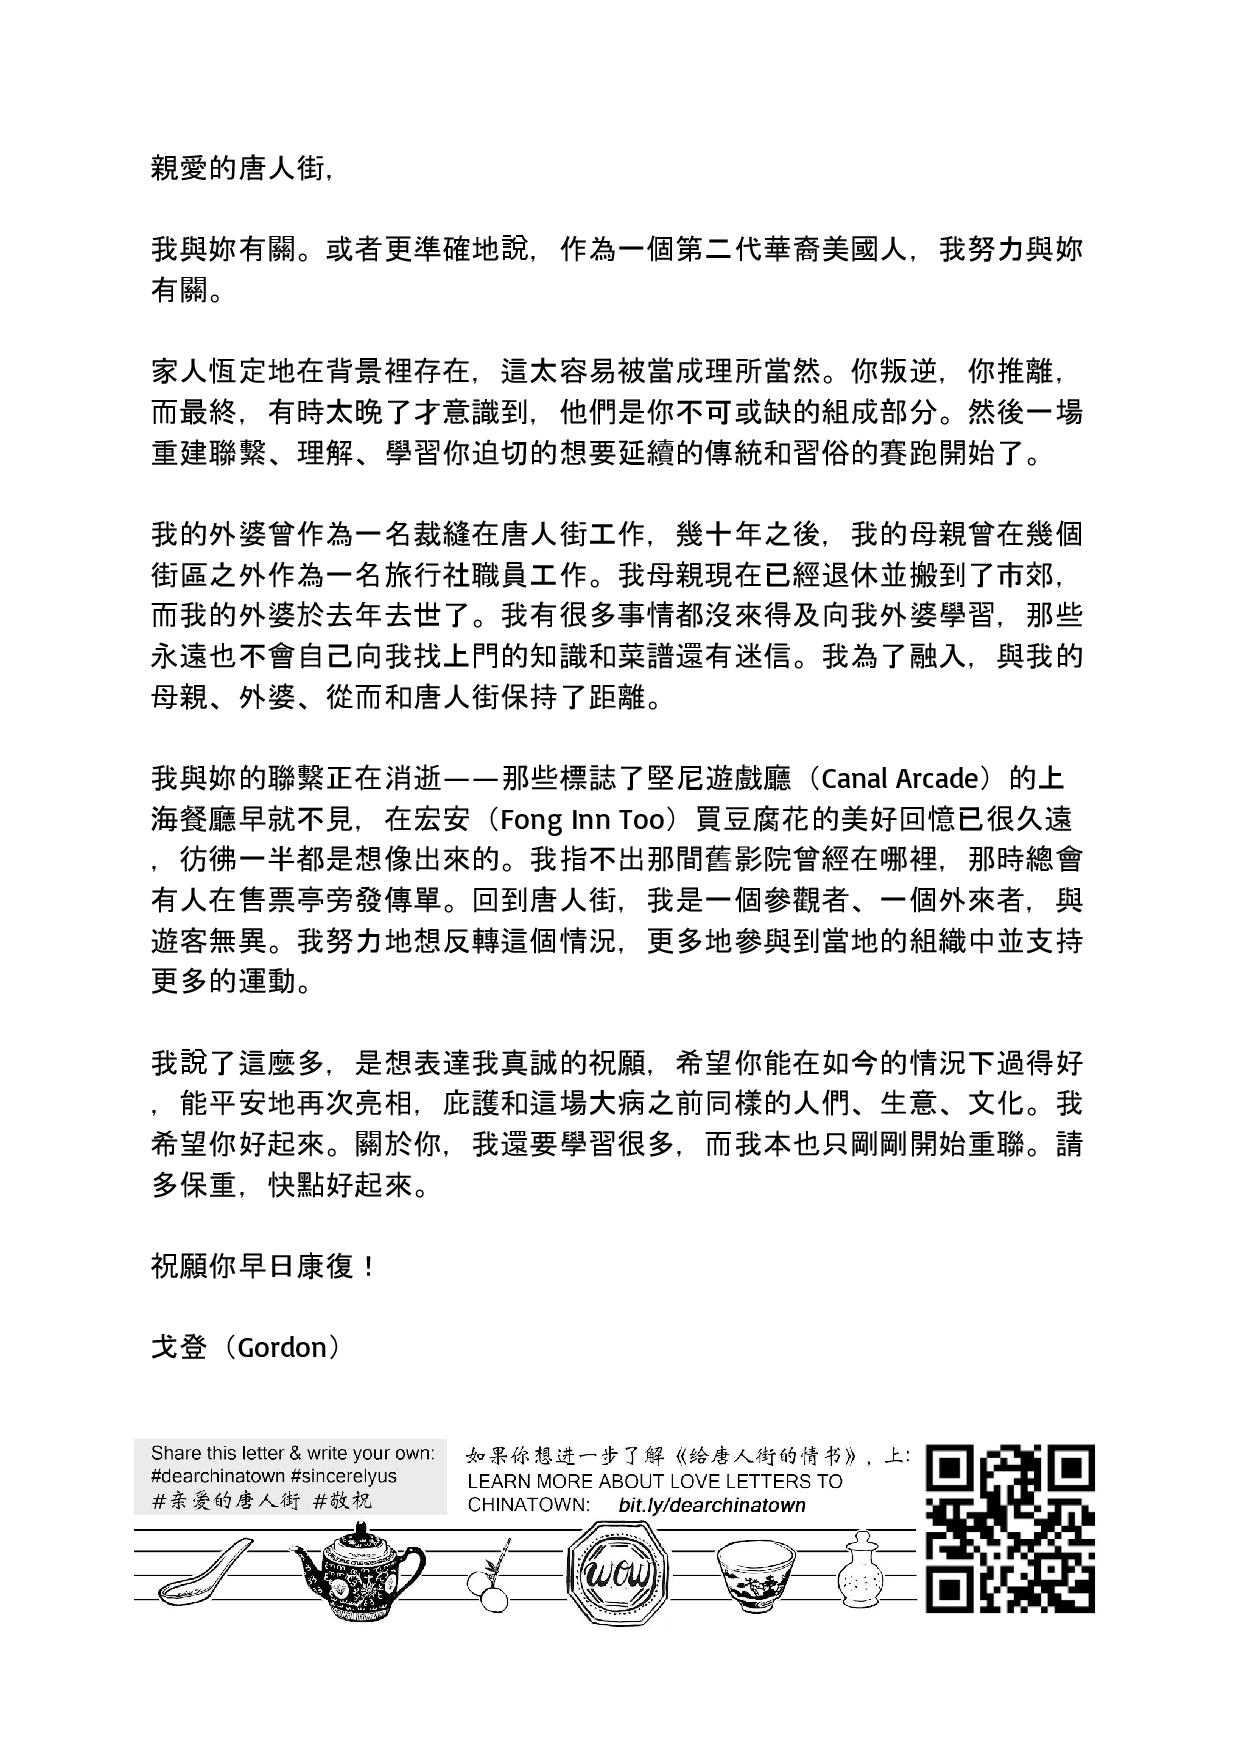 親愛的唐人街，
我與妳有關。或者更準確地說，作為一個第二代華裔美國人，我努力與妳
有關。
家人恆定地在背景裡存在，這太容易被當成理所當然。你叛逆，你推離，
而最終，有時太晚了才意識到，他們是你不可或缺的組成部分。然後一場
重建聯繫、理解、學習你迫切的想要延續的傳統和習俗的賽跑開始了。
我的外婆曾作為一名裁縫在唐人街工作，幾十年之後，我的母親曾在幾個
街區之外作為一名旅行社職員工作。我母親現在已經退休並搬到了市郊，
而我的外婆於去年去世了。我有很多事情都沒來得及向我外婆學習，那些
永遠也不會自己向我找上門的知識和菜譜還有迷信。我為了融入，與我的
母親、外婆、從而和唐人街保持了距離。
我與妳的聯繫正在消逝——那些標誌了堅尼遊戲廳（Canal Arcade）的上
海餐廳早就不見，在宏安（Fong Inn Too）買豆腐花的美好回憶已很久遠
，彷彿一半都是想像出來的。我指不出那間舊影院曾經在哪裡，那時總會
有人在售票亭旁發傳單。回到唐人街，我是一個參觀者、一個外來者，與
遊客無異。我努力地想反轉這個情況，更多地參與到當地的組織中並支持
更多的運動。
我說了這麼多，是想表達我真誠的祝願，希望你能在如今的情況下過得好
，能平安地再次亮相，庇護和這場大病之前同樣的人們、生意、文化。我
希望你好起來。關於你，我還要學習很多，而我本也只剛剛開始重聯。請
多保重，快點好起來。
祝願你早日康復！
戈登（Gordon）
Share this letter & write your own:
#dearchinatown #sincerelyus
#亲爱的唐人街 #敬祝
如果你想进一步了解《给唐人街的情书》，上：
LEARN MORE ABOUT LOVE LETTERS TO
CHINATOWN: bit.ly/dearchinatown
WOW